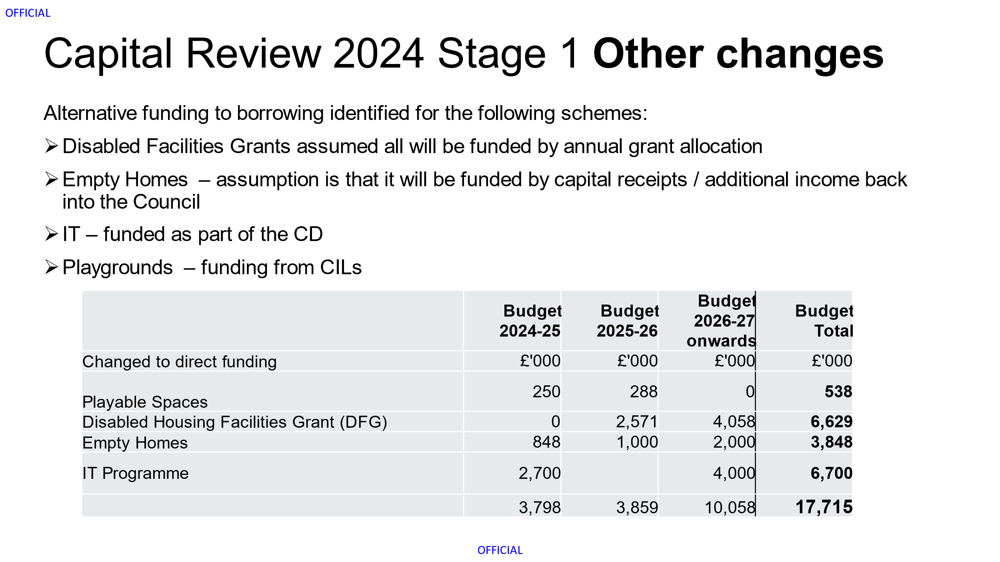 OFFICIAL
Capital Review 2024 Stage 1 Other changes
Alternative funding to borrowing identified for the following schemes:
➢ Disabled Facilities Grants assumed all will be funded by annual grant allocation
➢ Empty Homes – assumption is that it will be funded by capital receipts / additional income back
into the Council
➢ IT – funded as part of the CD
➢ Playgrounds – funding from CILs
Budget 2024-25 Budget 2025-26 Budget 2026-27 onwards Budget Total
Changed to direct funding £'000 £'000 £'000 £'000
Playable Spaces 250 288 0 538
Disabled Housing Facilities Grant (DFG) 0 2,571 4,058 6,629
Empty Homes 848 1,000 2,000 3,848
IT Programme 2,700 4,000 6,700
3,798 3,859 10,058 17,715
OFFICIAL